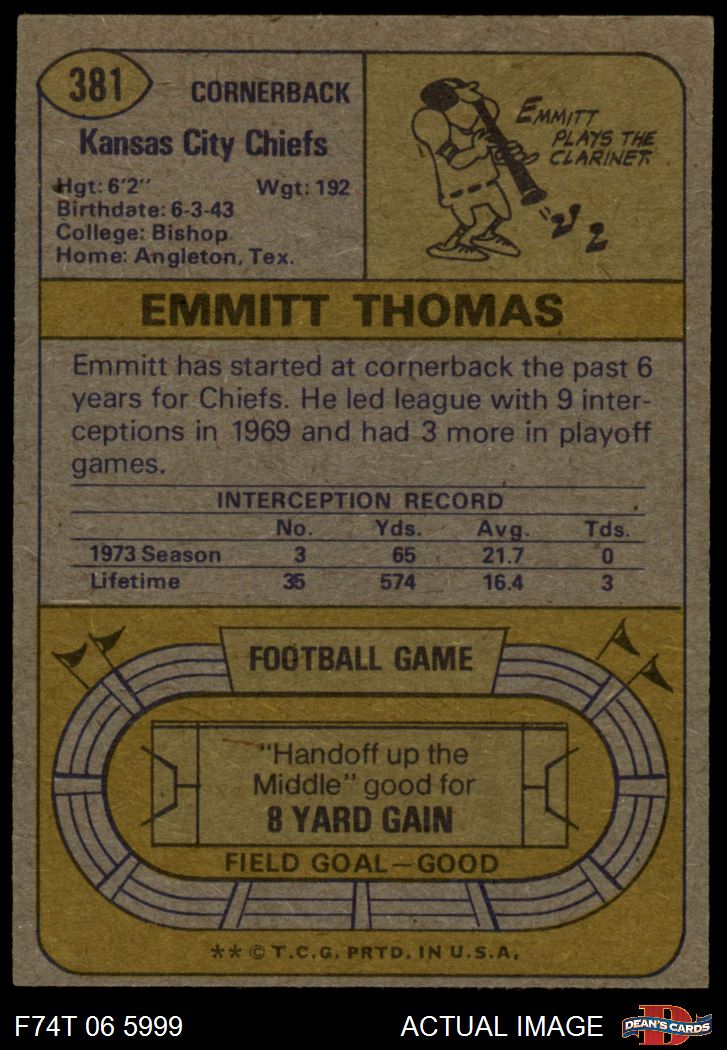 381
CORNERBACK
Kansas City Chiefs
Hgt: 6'2" Wgt: 192
Birthdate: 6-3-43
College: Bishop
Home: Angleton, Tex.
EMMITT
PLAYS THE
CLARINET.
EMMITT THOMAS
Emmitt has started at cornerback the past 6
years for Chiefs. He led league with 9 inter-
ceptions in 1969 and had 3 more in playoff
games.
INTERCEPTION RECORD
No. Yds. Avg. Tds.
1973 Season 3 65 21.7 0
Lifetime 35 574 16.4 3
FOOTBALL GAME
"Handoff up the
Middle" good for
8 YARD GAIN
FIELD GOAL—GOOD
** © T.C.G. PRTD. IN U.S.A.
F74T 06 5999 ACTUAL IMAGE
D
DEAN'S CARDS